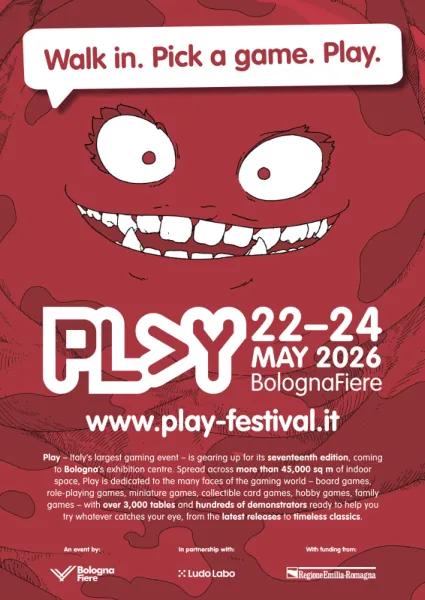 Walk in. Pick a game. Play.
PLAY
22–24
MAY 2026
BolognaFiere
www.play-festival.it
Play – Italy's largest gaming event – is gearing up for its seventeenth edition, coming
to Bologna's exhibition centre. Spread across more than 45,000 sq m of indoor
space, Play is dedicated to the many faces of the gaming world – board games,
role-playing games, miniature games, collectible card games, hobby games, family
games – with over 3,000 tables and hundreds of demonstrators ready to help you
try whatever catches your eye, from the latest releases to timeless classics.
An event by:
Bologna
Fiere
In partnership with:
LudoLabo
With funding from:
RegioneEmilia-Romagna